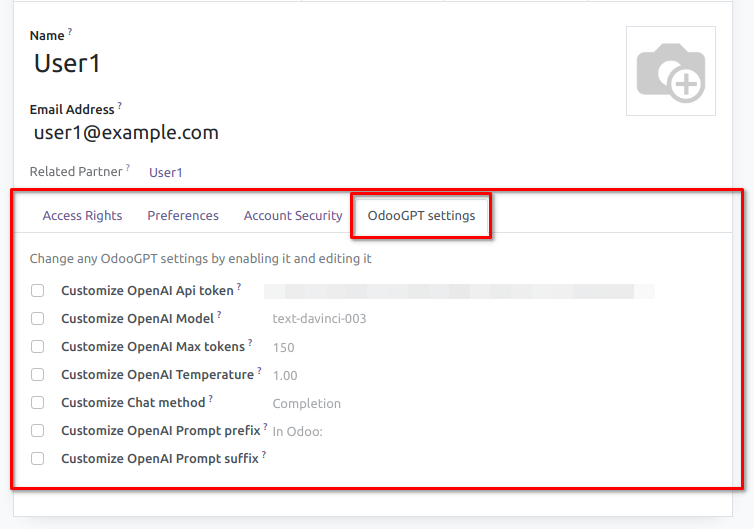 Name ?
User1
Email Address ?
user1@example.com
Related Partner ? User1
Access Rights Preferences Account Security OdooGPT settings
Change any OdooGPT settings by enabling it and editing it
Customize OpenAI Api token ?
Customize OpenAI Model ? text-davinci-003
Customize OpenAI Max tokens ? 150
Customize OpenAI Temperature ? 1.00
Customize Chat method ? Completion
Customize OpenAI Prompt prefix ? In Odoo:
Customize OpenAI Prompt suffix ?